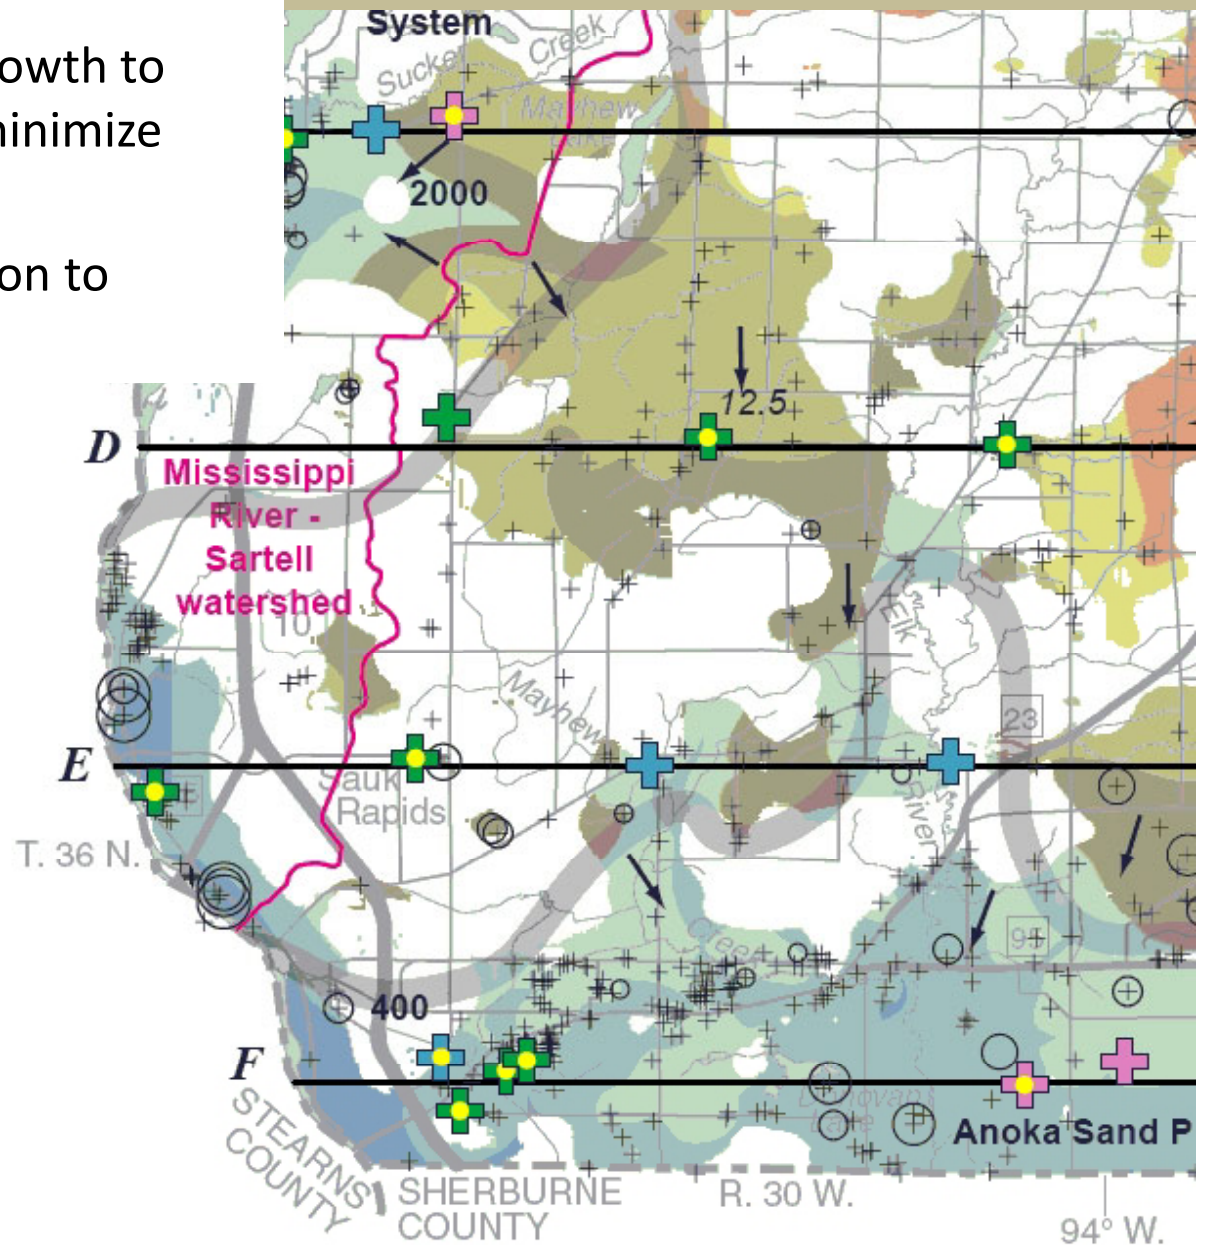 System
owth to
Sucker Creek
inimize
Mayhew
Lake
2000
on to
12.5
D
Mississippi
River -
Sartell
watershed
10
Elk
Mayhew
23
E
Sauk
Rapids
River
T. 36 N.
Creek
95
400
F
Donovan
Lake
Anoka Sand P
STEARNS
COUNTY
SHERBURNE
COUNTY
R. 30 W.
94° W.